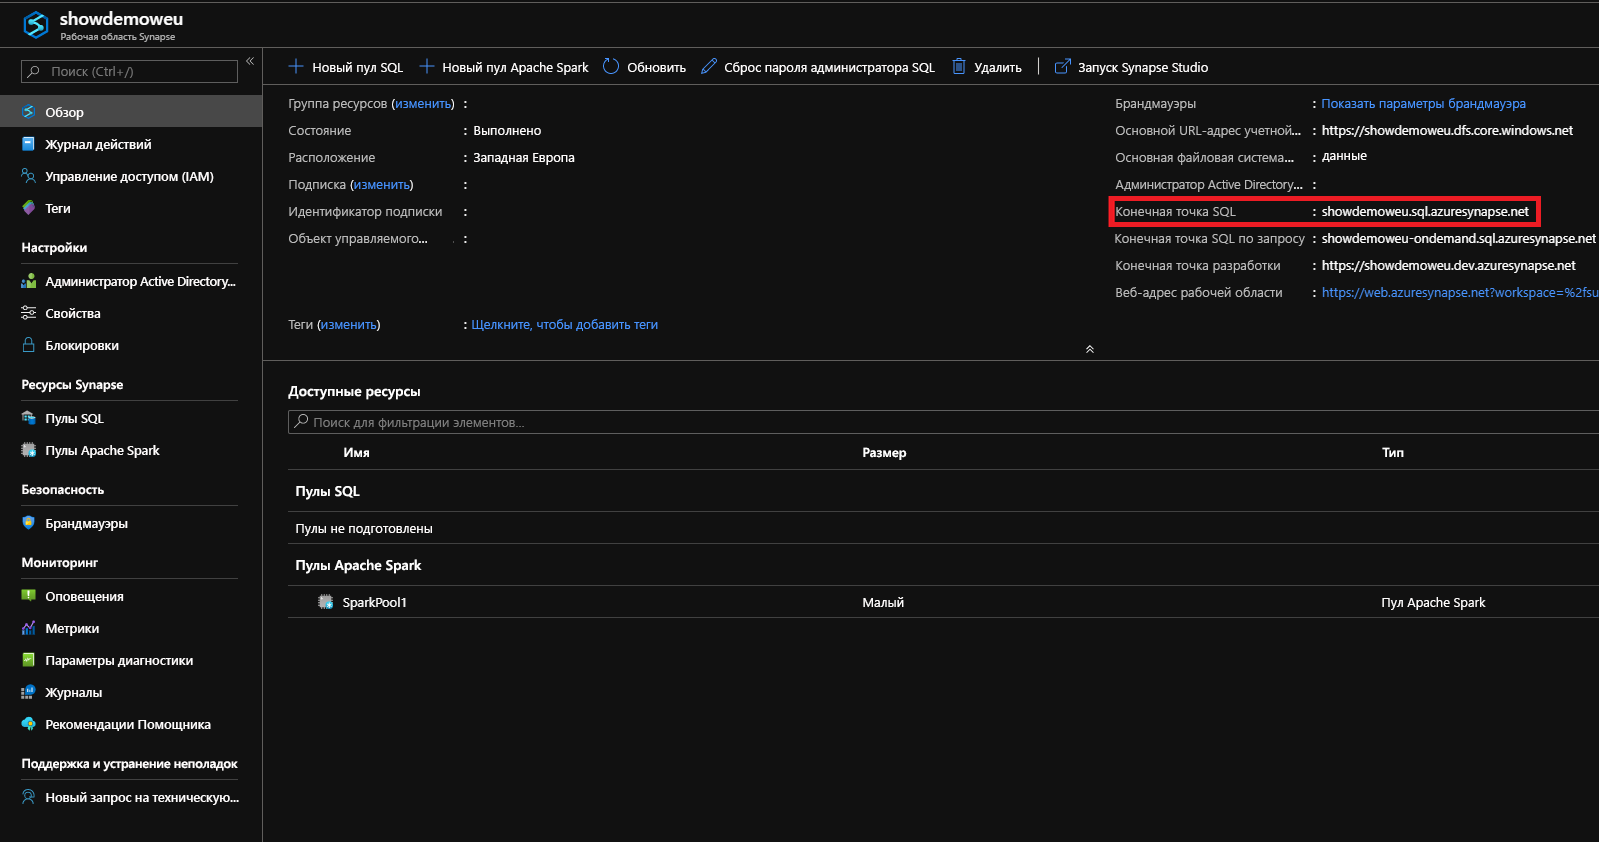 showdemoweu
Рабочая область Synapse
Поиск (Ctrl+/)
«
Обзор
Журнал действий
Управление доступом (IAM)
Теги
Настройки
Администратор Active Directory...
Свойства
Блокировки
Ресурсы Synapse
Пулы SQL
Пулы Apache Spark
Безопасность
Брандмауэры
Мониторинг
Оповещения
Метрики
Параметры диагностики
Журналы
Рекомендации Помощника
Поддержка и устранение неполадок
Новый запрос на техническую...
Новый пул SQL Новый пул Apache Spark Обновить Сброс пароля администратора SQL Удалить Запуск Synapse Studio
Группа ресурсов (изменить) :
Состояние : Выполнено
Расположение : Западная Европа
Подписка (изменить) :
Идентификатор подписки :
Объект управляемого... :
Брандмауэры : Показать параметры брандмауэра
Основной URL-адрес учетной... : https://showdemoweu.dfs.core.windows.net
Основная файловая система... : данные
Администратор Active Directory... :
Конечная точка SQL : showdemoweu.sql.azuresynapse.net
Конечная точка SQL по запросу : showdemoweu-ondemand.sql.azuresynapse.net
Конечная точка разработки : https://showdemoweu.dev.azuresynapse.net
Веб-адрес рабочей области : https://web.azuresynapse.net?workspace=%2fsu
Теги (изменить) : Щелкните, чтобы добавить теги
Доступные ресурсы
Поиск для фильтрации элементов...
Имя Размер Тип
Пулы SQL
Пулы не подготовлены
Пулы Apache Spark
SparkPool1 Малый Пул Apache Spark